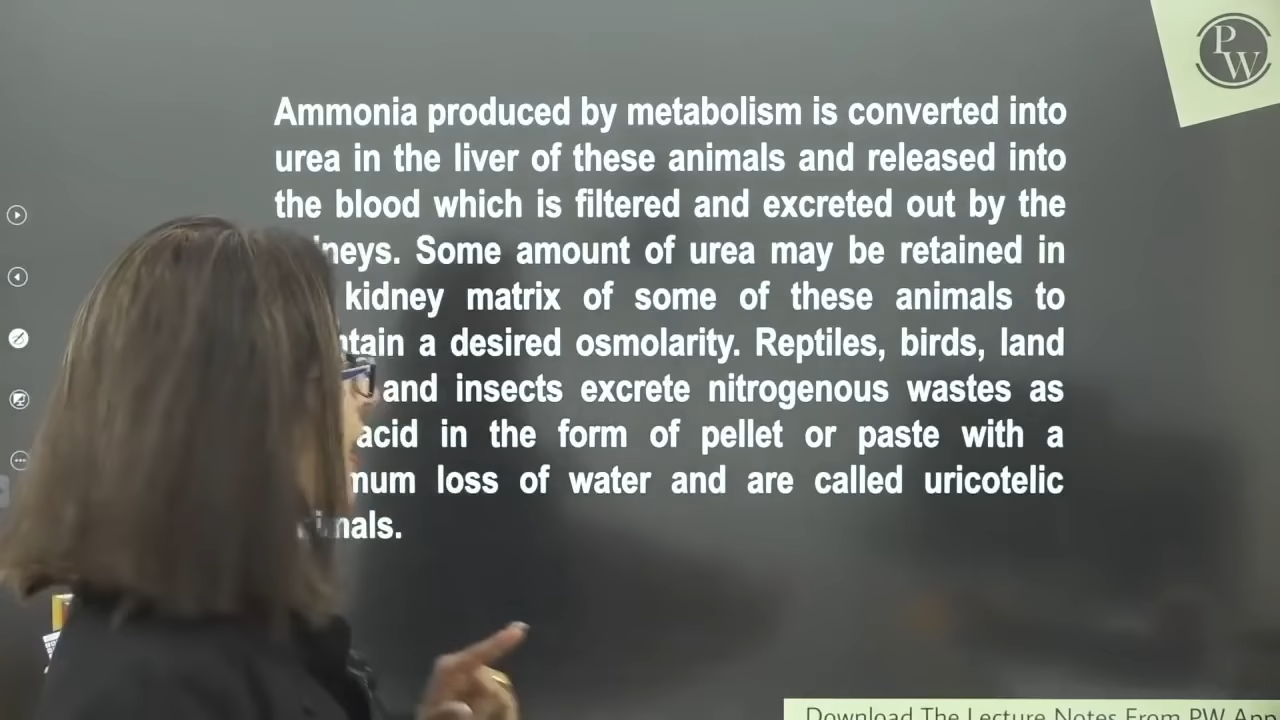 P
W
Ammonia produced by metabolism is converted into
urea in the liver of these animals and released into
the blood which is filtered and excreted out by the
neys. Some amount of urea may be retained in
kidney matrix of some of these animals to
ntain a desired osmolarity. Reptiles, birds, land
and insects excrete nitrogenous wastes as
acid in the form of pellet or paste with a
mum loss of water and are called uricotelic
imals.
Download The Lecture Notes From PW App